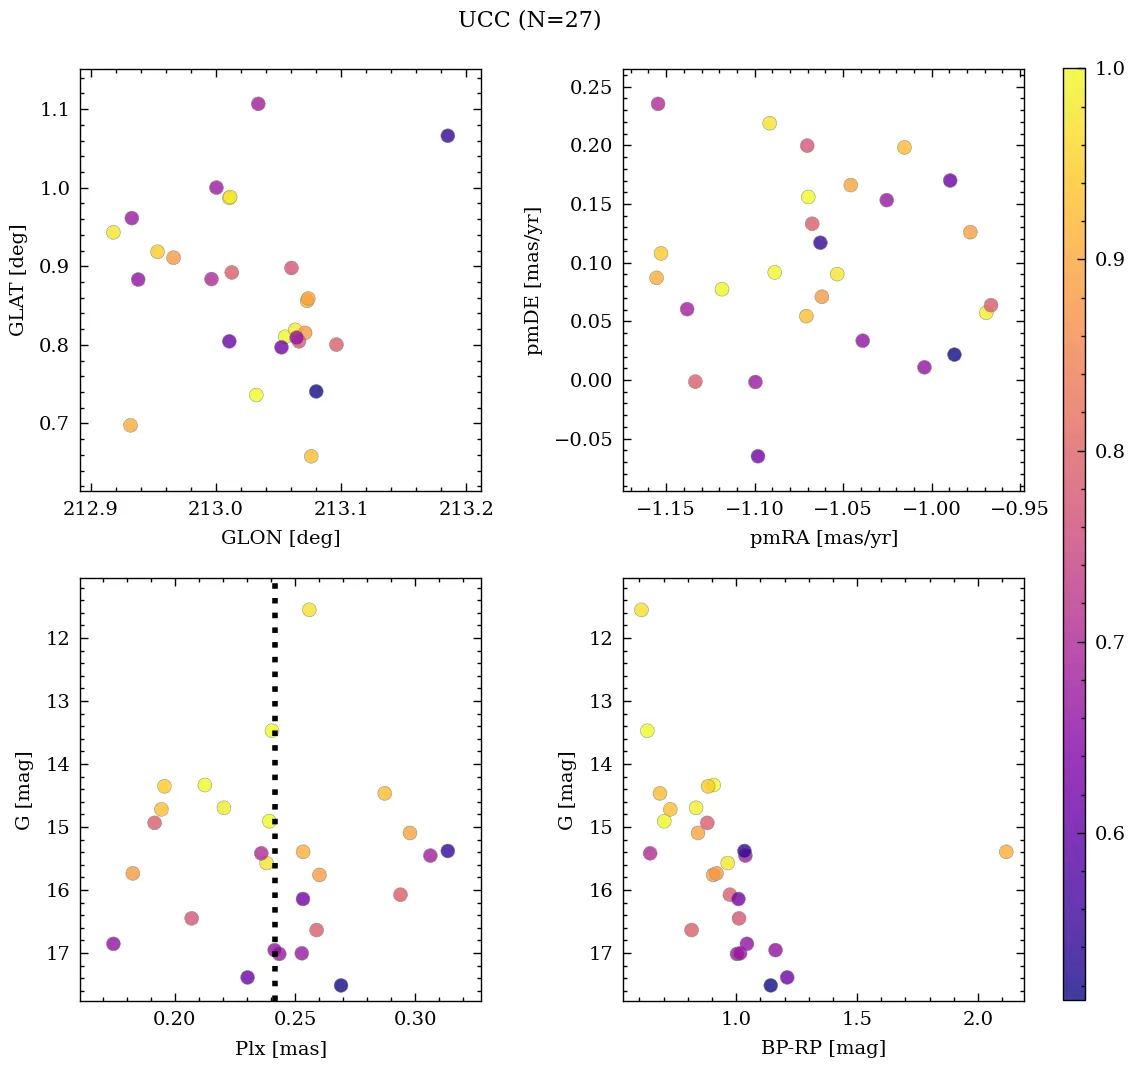 UCC (N=27)
1.1
1.0
0.9
0.8
0.7
GLAT [deg]
212.9 213.0 213.1 213.2
GLON [deg]
0.25
0.20
0.15
0.10
0.05
0.00
−0.05
pmDE [mas/yr]
−1.15 −1.10 −1.05 −1.00 −0.95
pmRA [mas/yr]
12
13
14
15
16
17
G [mag]
0.20 0.25 0.30
Plx [mas]
12
13
14
15
16
17
G [mag]
1.0 1.5 2.0
BP-RP [mag]
1.0
0.9
0.8
0.7
0.6